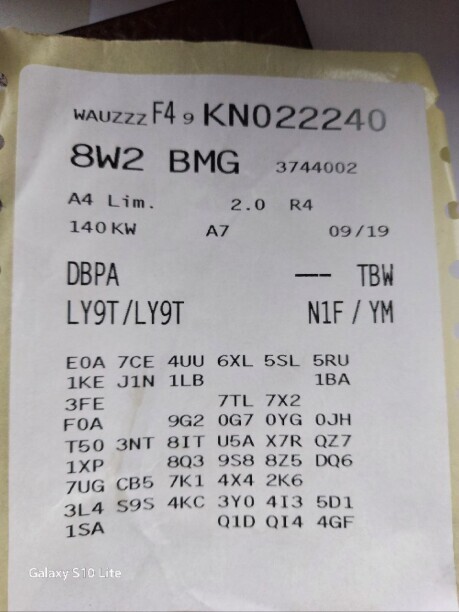 WAUZZZ F4 9 KN022240
8W2 BMG 3744002
A4 Lim. 2.0 R4
140 KW A7 09/19
DBPA --- TBW
LY9T/LY9T N1F / YM
E0A 7CE 4UU 6XL 5SL 5RU
1KE J1N 1LB 1BA
3FE 7TL 7X2
F0A 9G2 0G7 0YG 0JH
T50 3NT 8IT U5A X7R QZ7
1XP 8Q3 9S8 8Z5 DQ6
7UG CB5 7K1 4X4 2K6
3L4 S9S 4KC 3Y0 4I3 5D1
1SA Q1D QI4 4GF
Galaxy S10 Lite